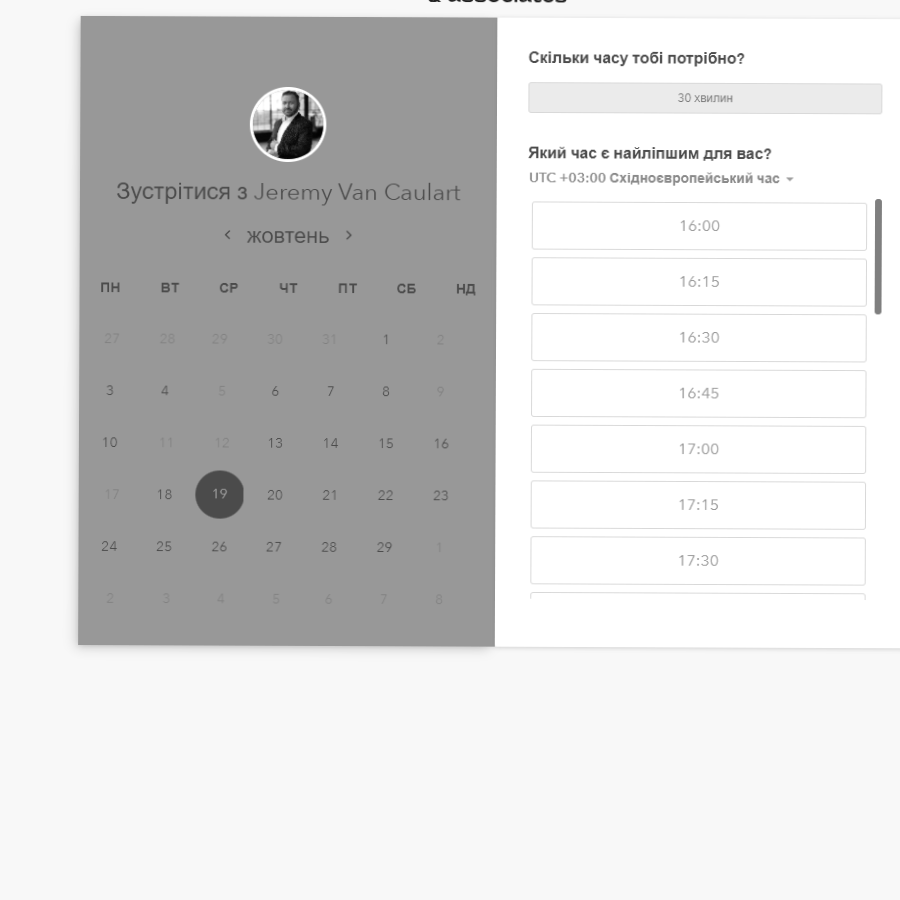 & associates
Зустрітися з Jeremy Van Caulart
жовтень
ПН ВТ СР ЧТ ПТ СБ НД
27 28 29 30 31 1 2
3 4 5 6 7 8 9
10 11 12 13 14 15 16
17 18 19 20 21 22 23
24 25 26 27 28 29 1
2 3 4 5 6 7 8
Скільки часу тобі потрібно?
30 хвилин
Який час є найліпшим для вас?
UTC +03:00 Східноєвропейський час
16:00
16:15
16:30
16:45
17:00
17:15
17:30